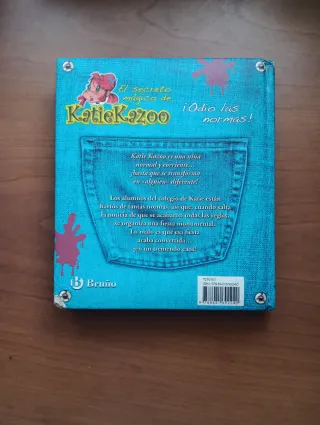 El secreto
mágico de
KatieKazoo
¡Odio las
normas!
Katie Kazoo es una niña
normal y corriente...
¡hasta que se transforma
en «alguien» diferente!
Los alumnos del colegio de Katie están
hartos de tantas normas, así que, cuando salta
la noticia de que se acabaron todas las reglas,
se organiza una fiesta monumental.
Lo malo es que esa fiesta
acaba convertida...
¡en un tremendo caos!
Bruño